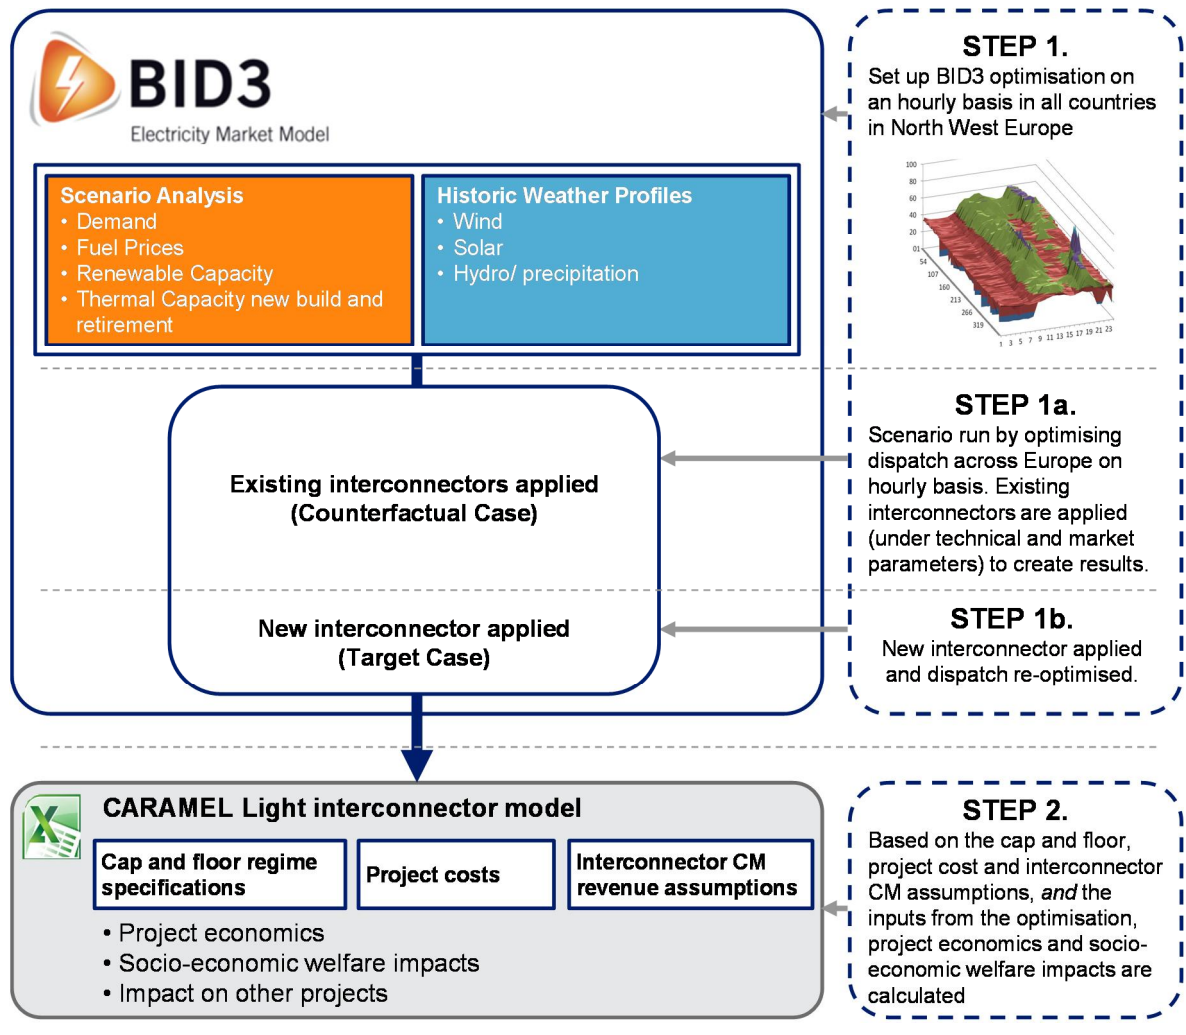 BID3
Electricity Market Model
Scenario Analysis
• Demand
• Fuel Prices
• Renewable Capacity
• Thermal Capacity new build and
retirement
Historic Weather Profiles
• Wind
• Solar
• Hydro/ precipitation
STEP 1.
Set up BID3 optimisation on
an hourly basis in all countries
in North West Europe
100
80
60
40
20
01
54
107
160
213
266
319
1 3 5 7 9 11 13 15 17 19 21 23
Existing interconnectors applied
(Counterfactual Case)
STEP 1a.
Scenario run by optimising
dispatch across Europe on
hourly basis. Existing
interconnectors are applied
(under technical and market
parameters) to create results.
New interconnector applied
(Target Case)
STEP 1b.
New interconnector applied
and dispatch re-optimised.
X
CARAMEL Light interconnector model
Cap and floor regime
specifications
Project costs
Interconnector CM
revenue assumptions
• Project economics
• Socio-economic welfare impacts
• Impact on other projects
STEP 2.
Based on the cap and floor,
project cost and interconnector
CM assumptions, and the
inputs from the optimisation,
project economics and socio-
economic welfare impacts are
calculated